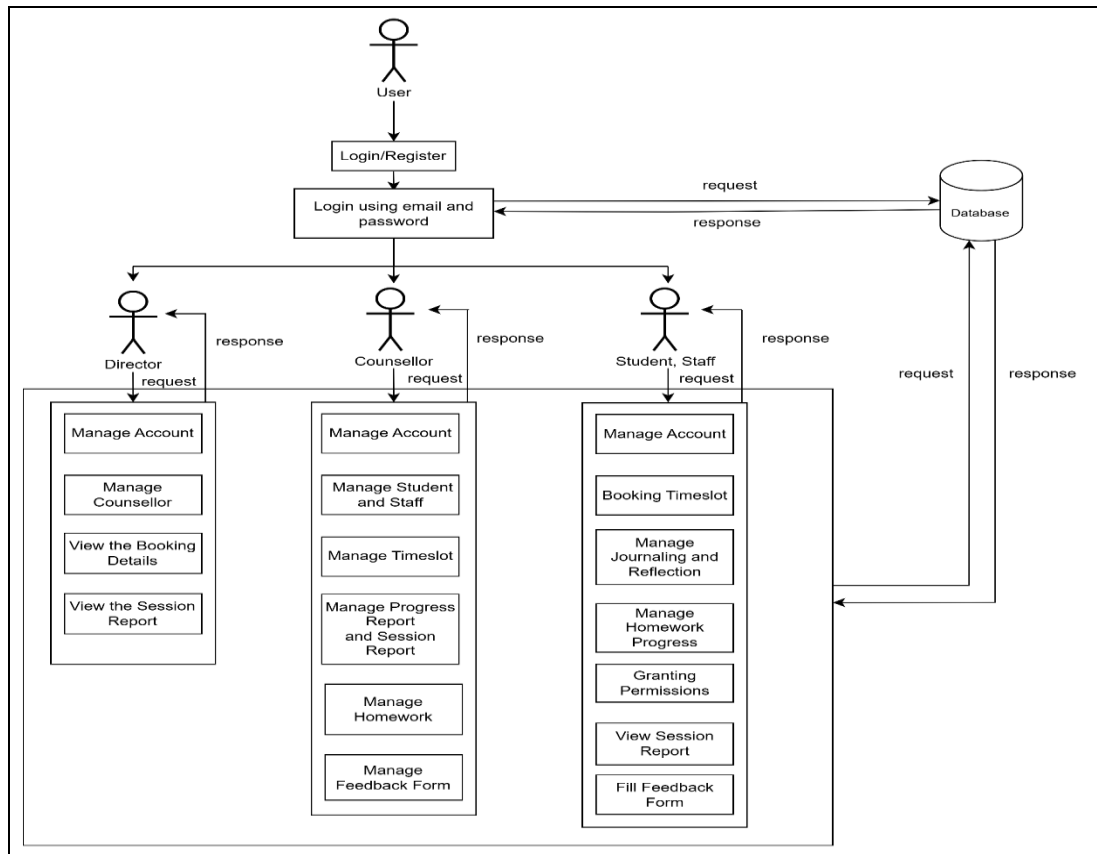 User
Login/Register
Login using email and
password
request
response
Database
Director
response
request
Counsellor
response
request
Student, Staff
response
request
request
response
Manage Account
Manage
Counsellor
View the Booking
Details
View the Session
Report
Manage Account
Manage Student
and Staff
Manage Timeslot
Manage Progress
Report
and Session
Report
Manage
Homework
Manage
Feedback Form
Manage Account
Booking Timeslot
Manage
Journaling and
Reflection
Manage
Homework
Progress
Granting
Permissions
View Session
Report
Fill Feedback
Form